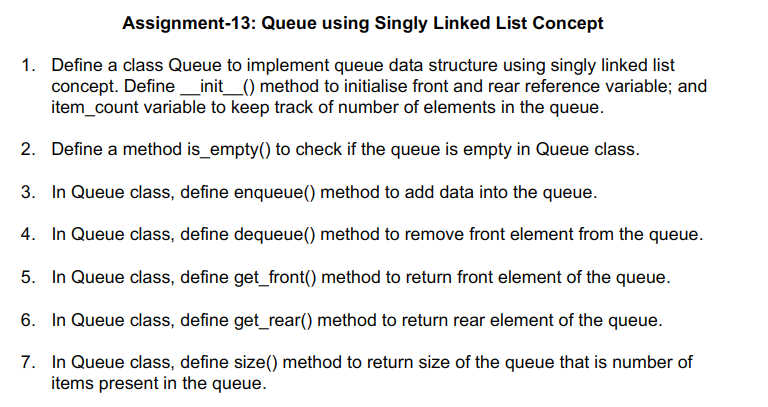 Assignment-13: Queue using Singly Linked List Concept
1. Define a class Queue to implement queue data structure using singly linked list
concept. Define __init__() method to initialise front and rear reference variable; and
item_count variable to keep track of number of elements in the queue.
2. Define a method is_empty() to check if the queue is empty in Queue class.
3. In Queue class, define enqueue() method to add data into the queue.
4. In Queue class, define dequeue() method to remove front element from the queue.
5. In Queue class, define get_front() method to return front element of the queue.
6. In Queue class, define get_rear() method to return rear element of the queue.
7. In Queue class, define size() method to return size of the queue that is number of
items present in the queue.